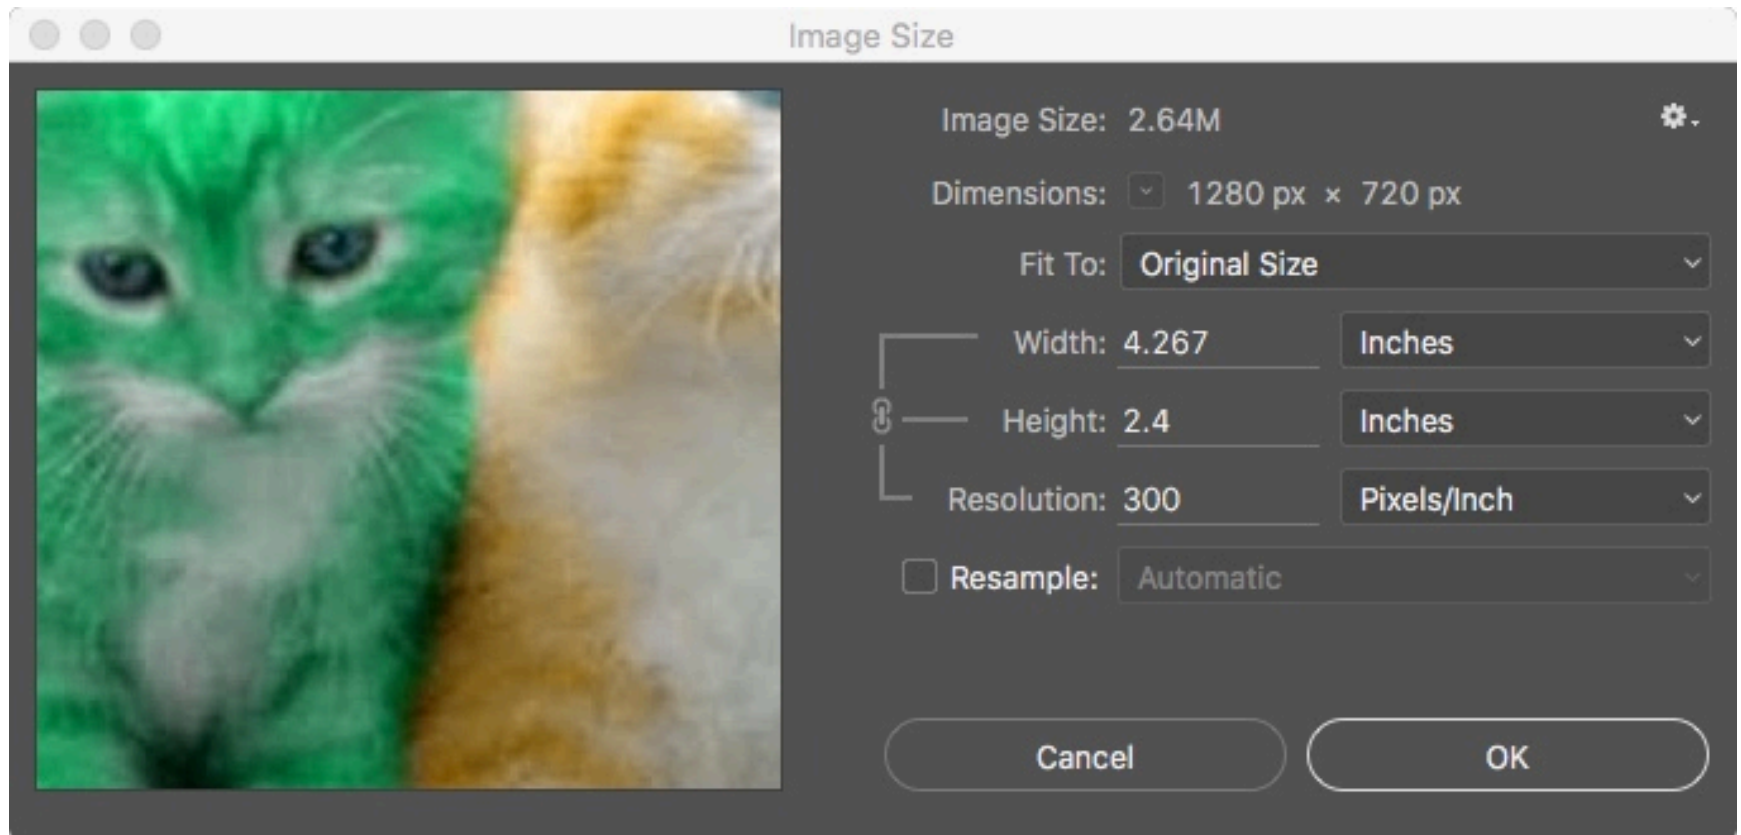 Image Size
Image Size: 2.64M
Dimensions: 1280 px × 720 px
Fit To: Original Size
Width: 4.267 Inches
Height: 2.4 Inches
Resolution: 300 Pixels/Inch
Resample: Automatic
Cancel OK